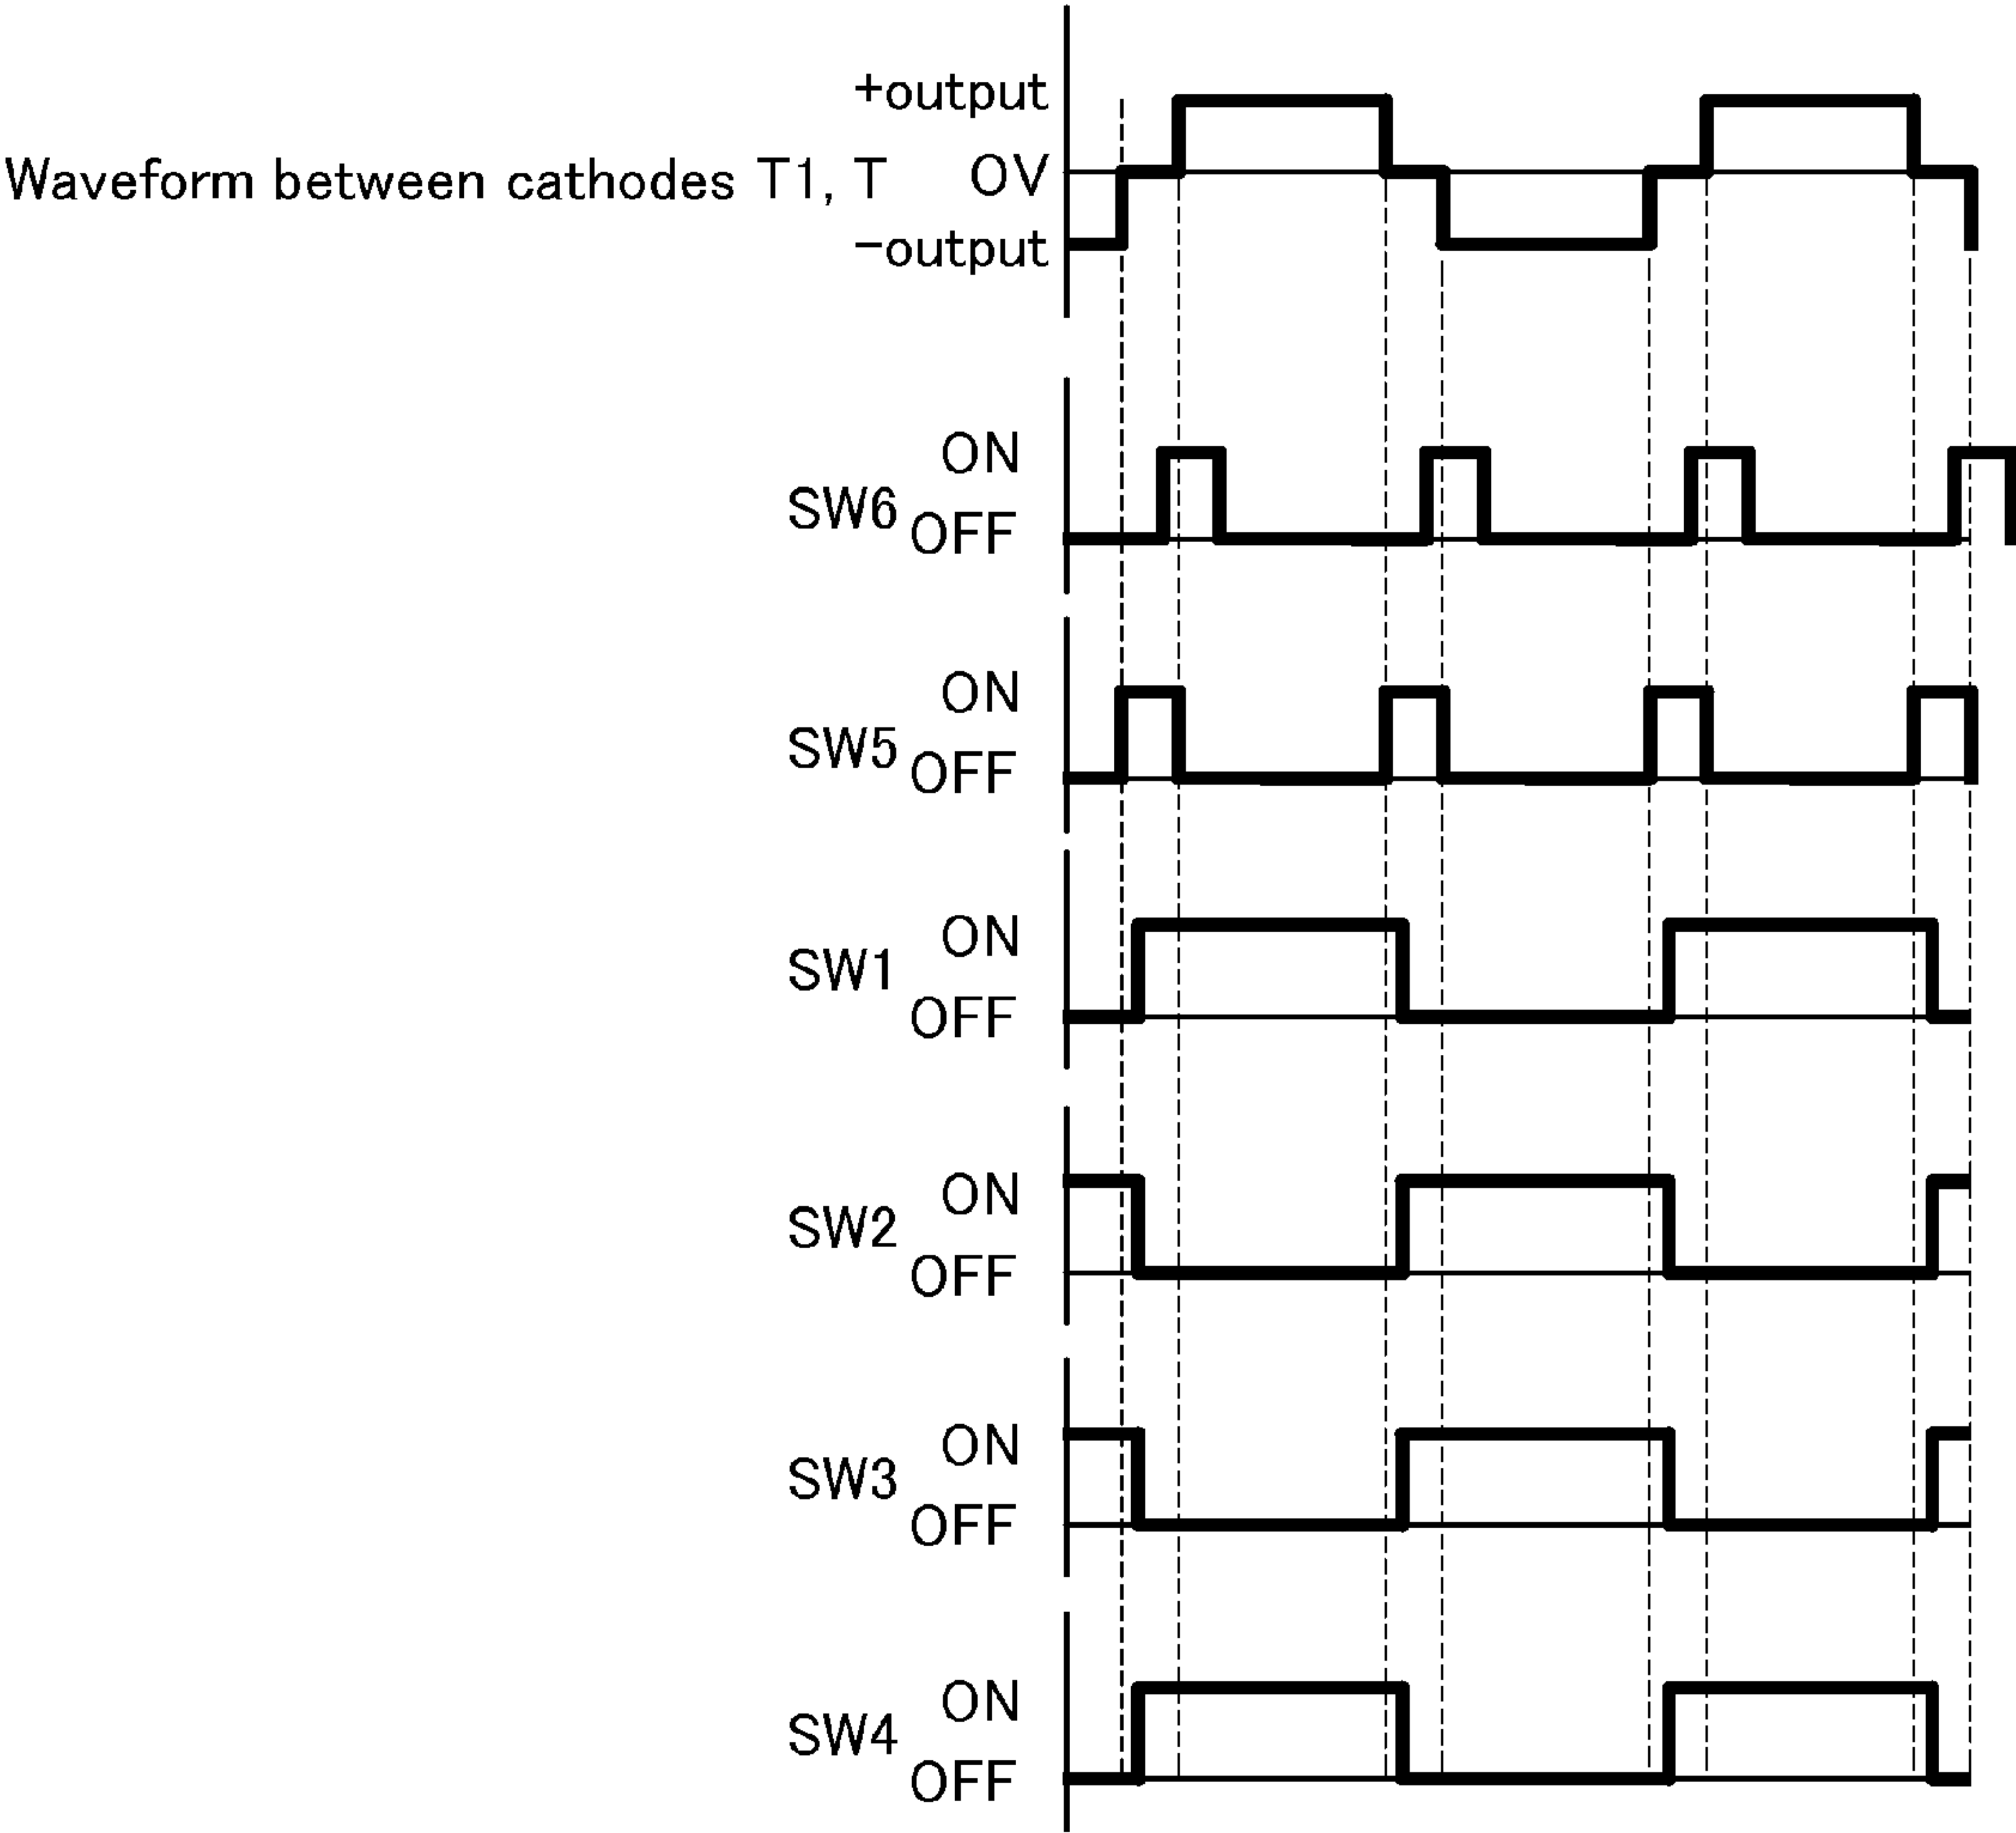 +output
Waveform between cathodes T1, T OV
-output
ON
SW6
OFF
ON
SW5
OFF
ON
SW1
OFF
ON
SW2
OFF
ON
SW3
OFF
ON
SW4
OFF